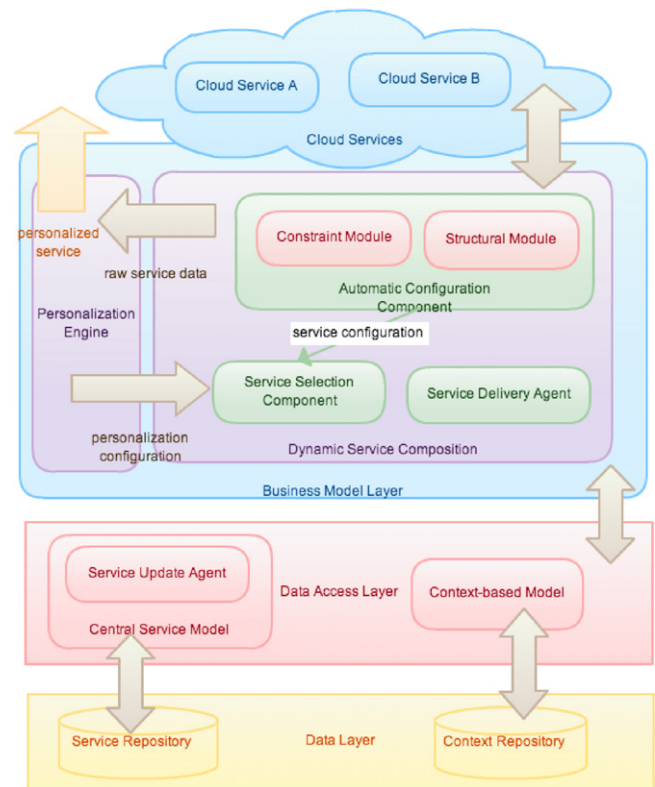 Cloud Service A
Cloud Service B
Cloud Services
personalized
service
raw service data
Constraint Module
Structural Module
Automatic Configuration
Component
Personalization
Engine
service configuration
Service Selection
Component
Service Delivery Agent
personalization
configuration
Dynamic Service Composition
Business Model Layer
Service Update Agent
Data Access Layer
Context-based Model
Central Service Model
Service Repository
Data Layer
Context Repository